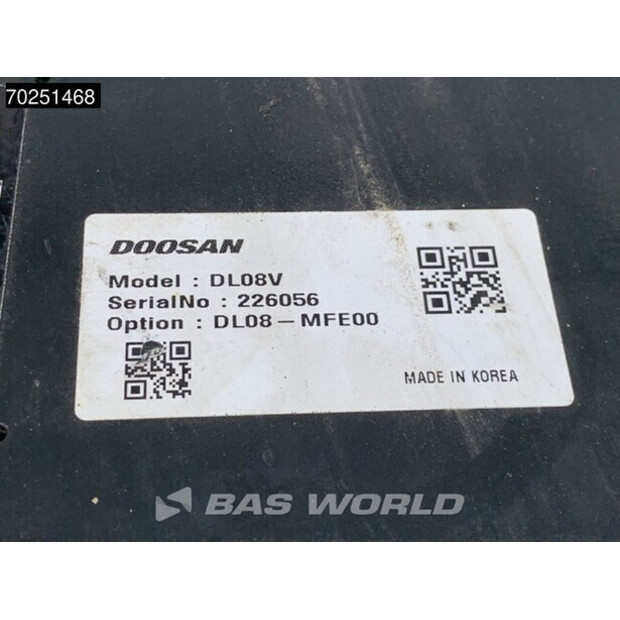 70251468
DOOSAN
Model : DL08V
SerialNo : 226056
Option : DL08-MFE00
MADE IN KOREA
BAS WORLD